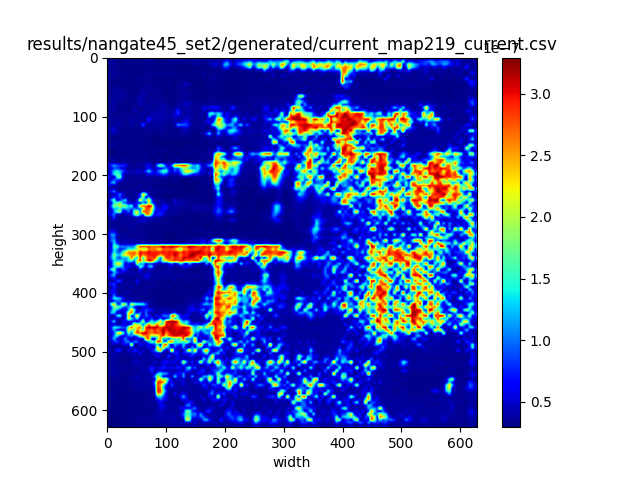 results/nangate45_set2/generated/current_map219_current.csv
1e−7
0
100
200
300
400
500
600
height
0 100 200 300 400 500 600
width
3.0
2.5
2.0
1.5
1.0
0.5